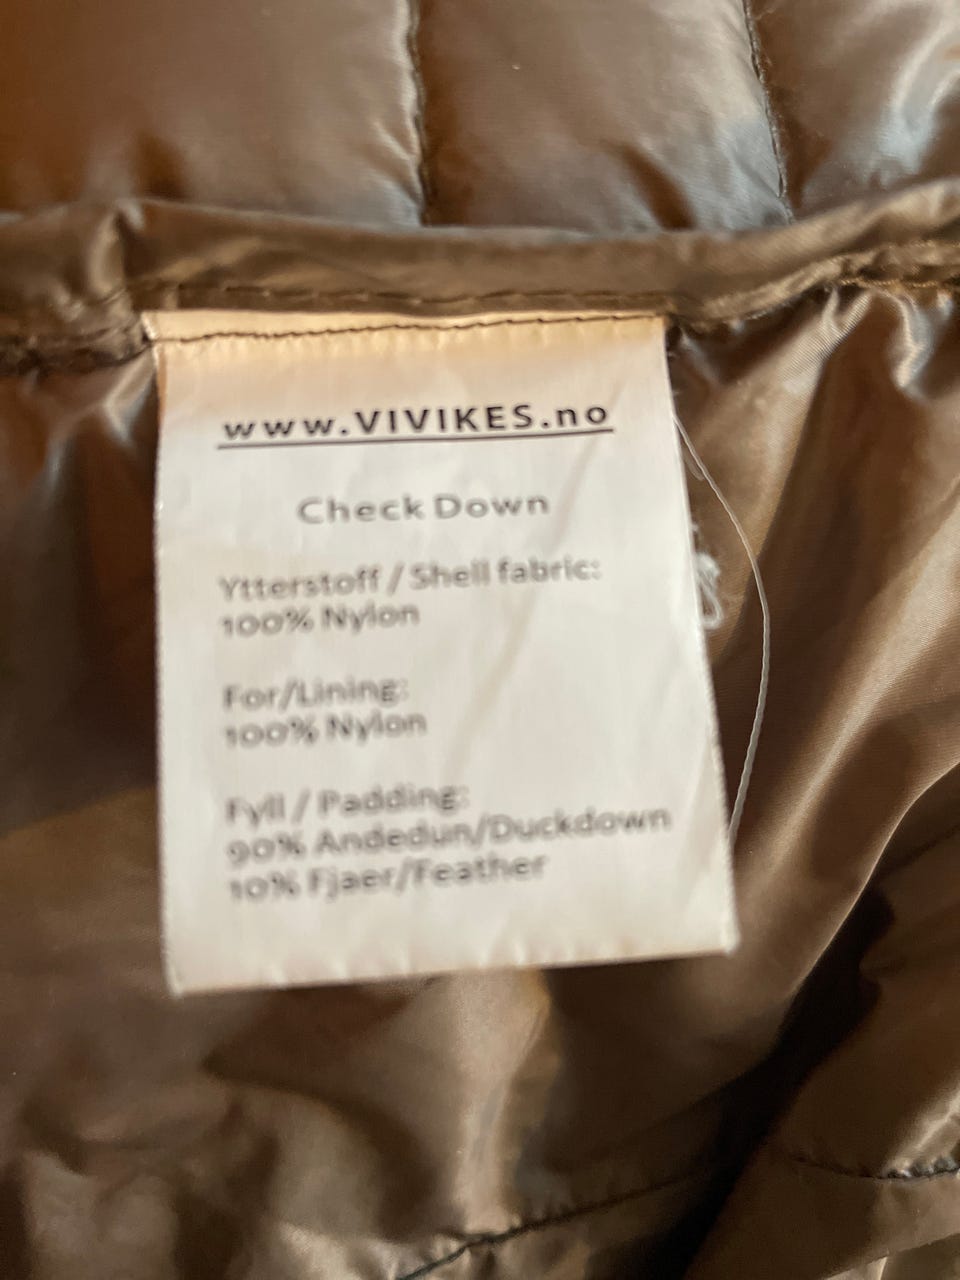 www.VIVIKES.no
Check Down
Ytterstoff / Shell fabric:
100% Nylon
For/Lining:
100% Nylon
Fyll / Padding:
90% Andedun/Duckdown
10% Fjaer/Feather